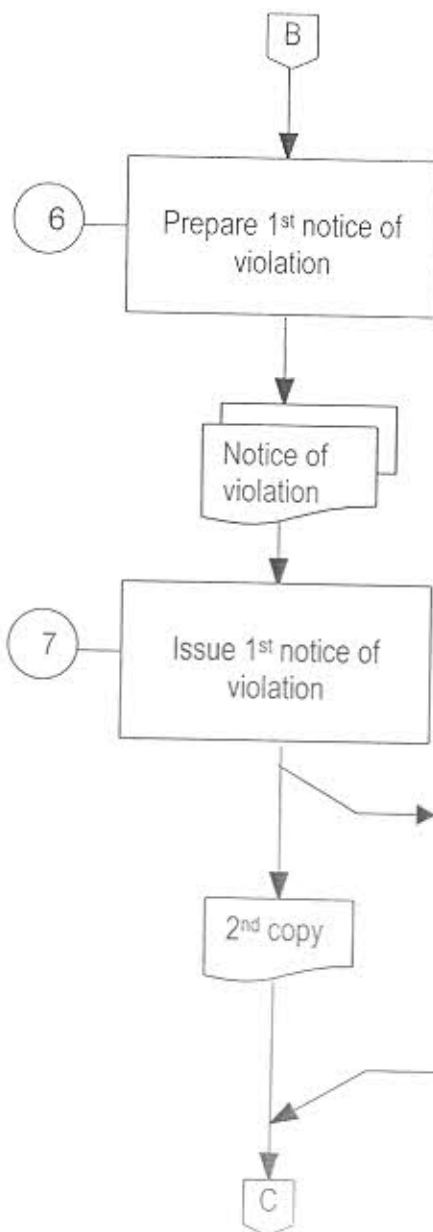 B
6
Prepare 1st notice of
violation
Notice of
violation
7
Issue 1st notice of
violation
2nd copy
C